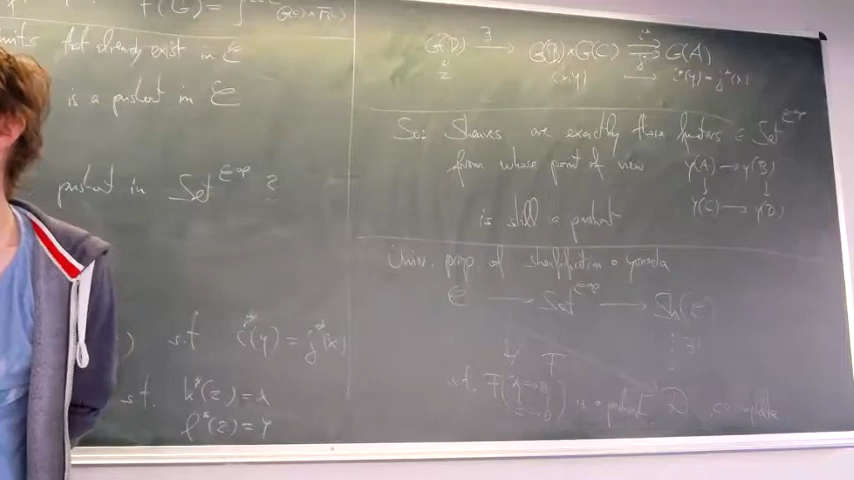 that already exist in ℰ
is a pushout in ℰ
pushout in Set^ℰ^op ?
s.t i*(y) = j*(x)
s.t. k*(z) = x
l*(z) = y
G(D) →∃ G(B)×G(C) ⇉ G(A)
z (x,y) → i*(y) = j*(x)
So: Sheaves are exactly those functors ∈ Set^ℰ^op
from whose point of view y(A) → y(B)
↓ ↓
y(C) → y(D)
is still a pushout
Univ. prop of sheafification ∘ yoneda
ℰ → Set^ℰ^op → Sh(ℰ)
∀ F ∃!
s.t. F( ) is a pushout 𝒟 cocomplete